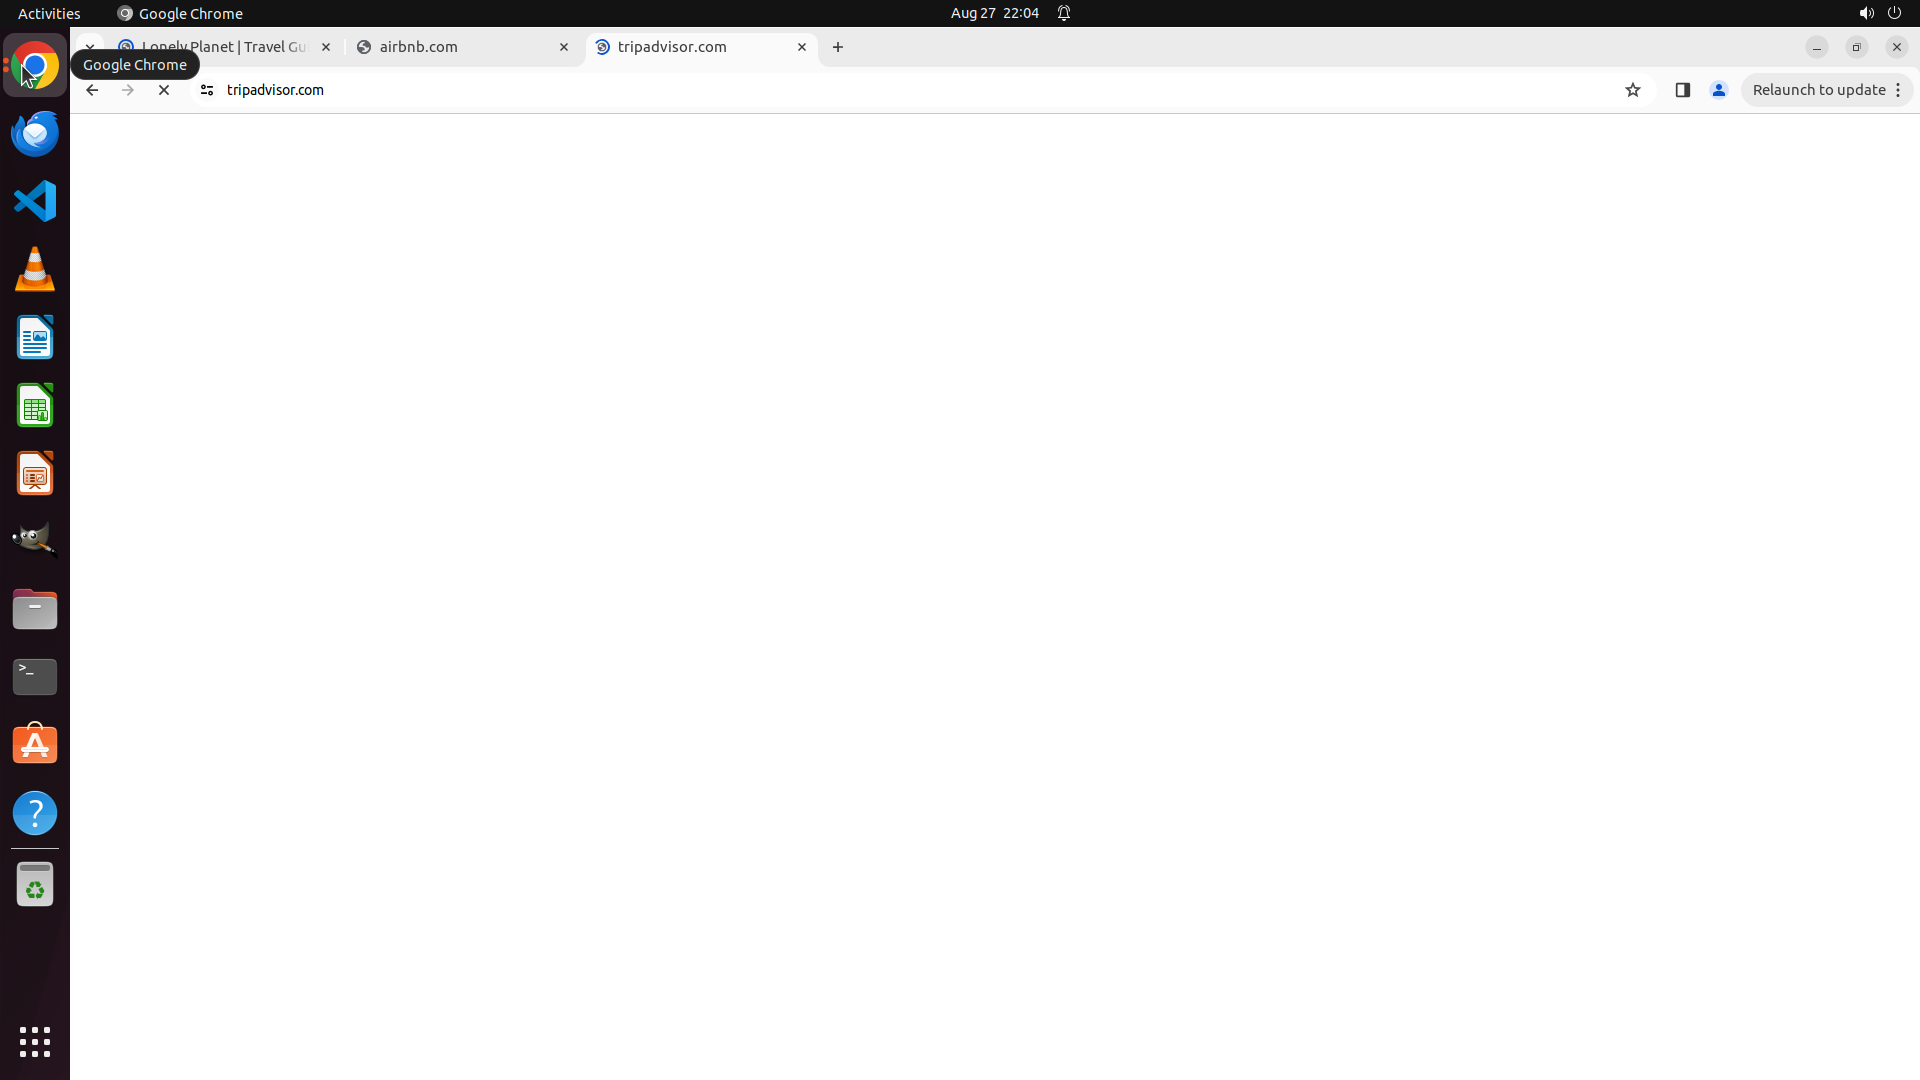 Activities
Google Chrome
Aug 27 22:04
Lonely Planet | Travel Gu
airbnb.com
tripadvisor.com
Google Chrome
tripadvisor.com
Relaunch to update